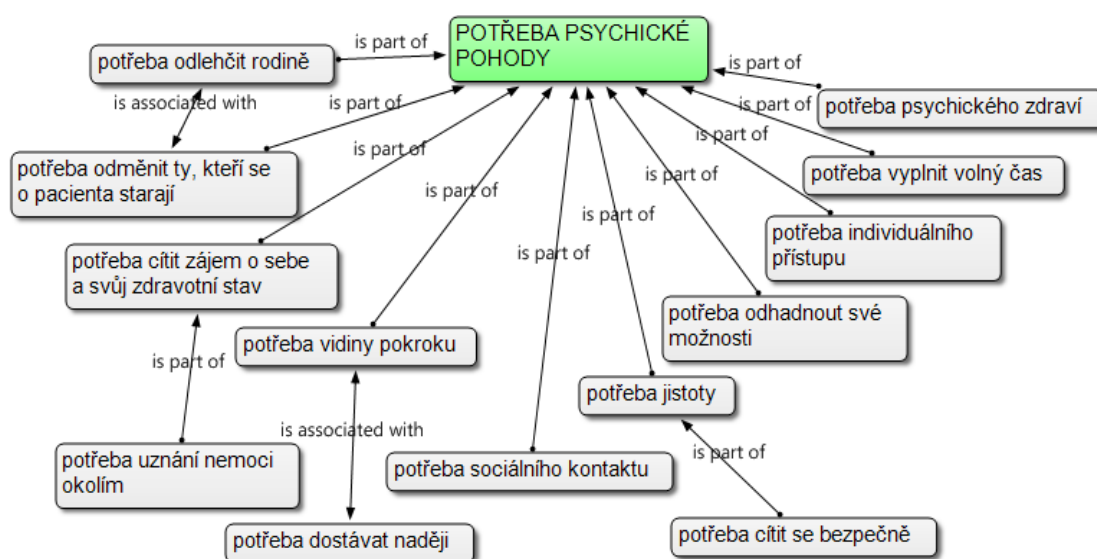 POTŘEBA PSYCHICKÉ
POHODY
is part of
potřeba odlehčit rodině
is part of
is associated with
is part of
potřeba psychického zdraví
is part of
potřeba odměnit ty, kteří se
o pacienta starají
is part of
is part of
potřeba vyplnit volný čas
is part of
is part of
is part of
potřeba individuálního
přístupu
potřeba cítit zájem o sebe
a svůj zdravotní stav
is part of
potřeba odhadnout své
možnosti
potřeba vidiny pokroku
is part of
potřeba jistoty
is associated with
is part of
potřeba uznání nemoci
okolím
potřeba sociálního kontaktu
potřeba dostávat naději
potřeba cítit se bezpečně